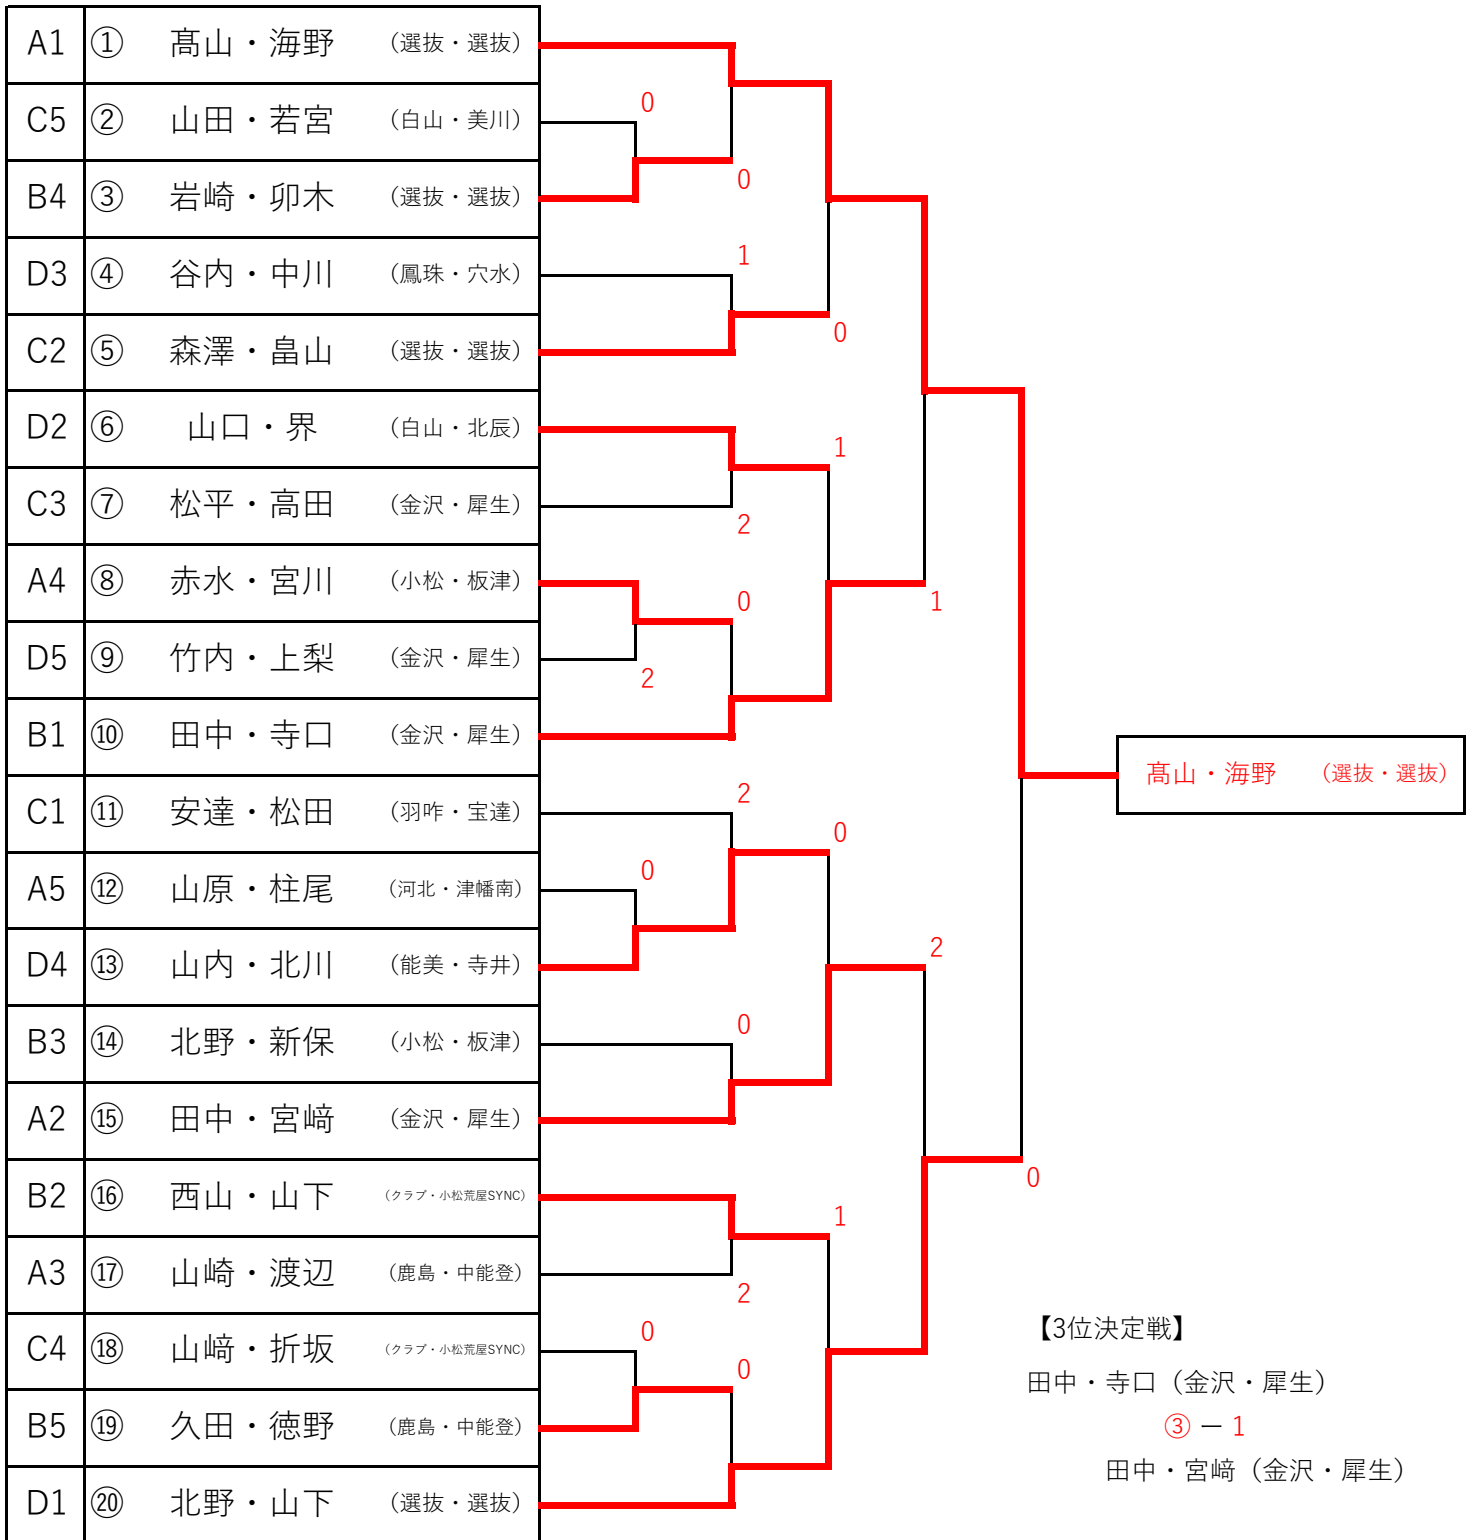 A1 ① 髙山・海野 （選抜・選抜）
0
C5 ② 山田・若宮 （白山・美川）
0
B4 ③ 岩崎・卯木 （選抜・選抜）
1
D3 ④ 谷内・中川 （鳳珠・穴水）
0
C2 ⑤ 森澤・畠山 （選抜・選抜）
D2 ⑥ 山口・界 （白山・北辰）
1
C3 ⑦ 松平・高田 （金沢・犀生）
2
A4 ⑧ 赤水・宮川 （小松・板津）
0
1
D5 ⑨ 竹内・上梨 （金沢・犀生）
2
B1 ⑩ 田中・寺口 （金沢・犀生）
髙山・海野 （選抜・選抜）
2
C1 ⑪ 安達・松田 （羽咋・宝達）
0
0
A5 ⑫ 山原・柱尾 （河北・津幡南）
2
D4 ⑬ 山内・北川 （能美・寺井）
0
B3 ⑭ 北野・新保 （小松・板津）
A2 ⑮ 田中・宮﨑 （金沢・犀生）
0
B2 ⑯ 西山・山下 （クラブ・小松荒屋SYNC）
1
A3 ⑰ 山崎・渡辺 （鹿島・中能登）
2
0
C4 ⑱ 山﨑・折坂 （クラブ・小松荒屋SYNC）
0
B5 ⑲ 久田・徳野 （鹿島・中能登）
D1 ⑳ 北野・山下 （選抜・選抜）
【3位決定戦】
田中・寺口（金沢・犀生）
③ ー 1
田中・宮﨑（金沢・犀生）